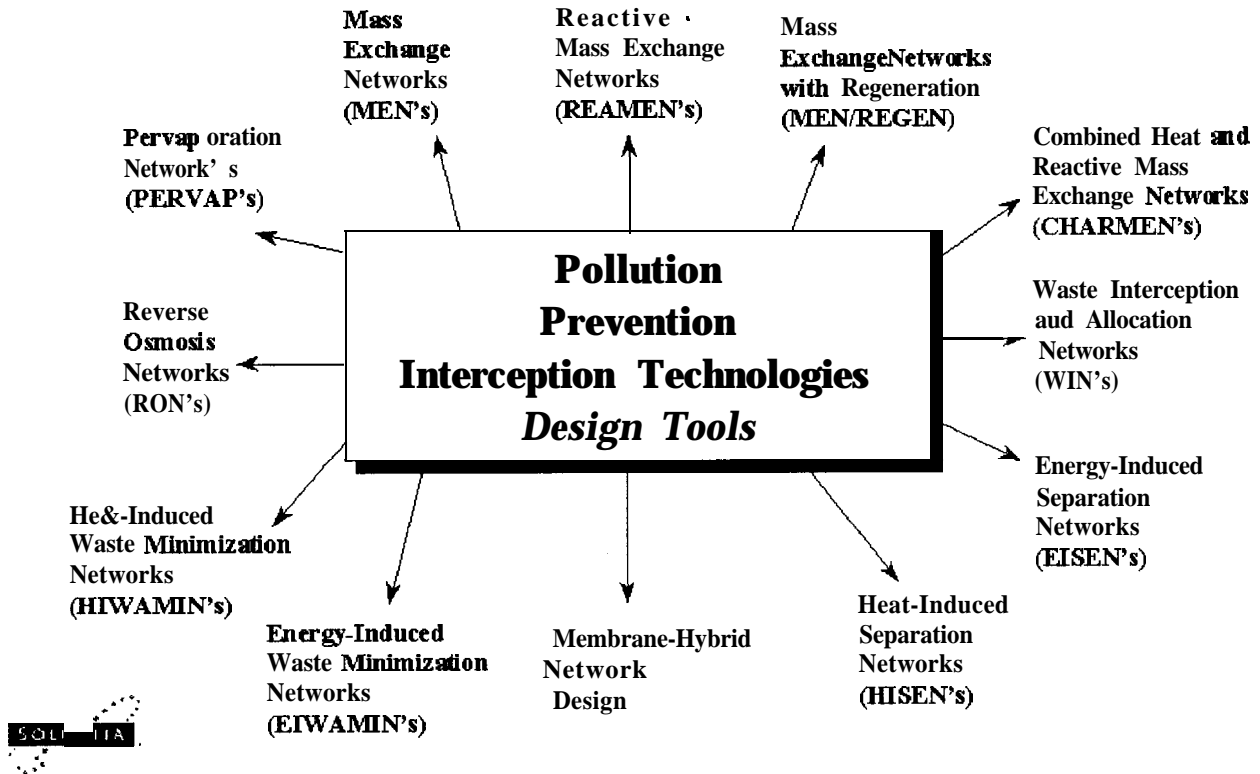 Mass
Exchange
Networks
(MEN's)
Reactive
Mass Exchange
Networks
(REAMEN's)
Mass
ExchangeNetworks
with Regeneration
(MEN/REGEN)
Combined Heat and
Reactive Mass
Exchange Networks
(CHARMEN's)
Pervap oration
Network' s
(PERVAP's)
Pollution
Prevention
Interception Technologies
Design Tools
Waste Interception
aud Allocation
Networks
(WIN's)
Reverse
Osmosis
Networks
(RON's)
Energy-Induced
Separation
Networks
(EISEN's)
He&-Induced
Waste Minimization
Networks
(HIWAMIN's)
Energy-Induced
Waste Minimization
Networks
(EIWAMIN's)
Membrane-Hybrid
Network
Design
Heat-Induced
Separation
Networks
(HISEN's)